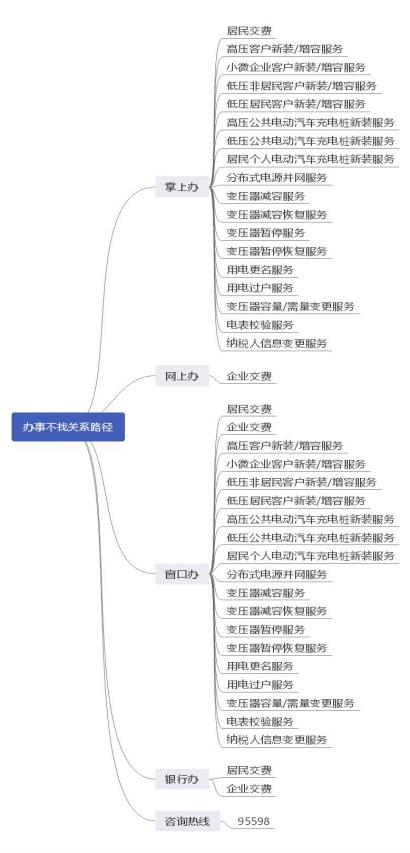 办事不找关系路径
掌上办
居民交费
高压客户新装/增容服务
小微企业客户新装/增容服务
低压非居民客户新装/增容服务
低压居民客户新装/增容服务
高压公共电动汽车充电桩新装服务
低压公共电动汽车充电桩新装服务
居民个人电动汽车充电桩新装服务
分布式电源并网服务
变压器减容服务
变压器减容恢复服务
变压器暂停服务
变压器暂停恢复服务
用电更名服务
用电过户服务
变压器容量/需量变更服务
电表校验服务
纳税人信息变更服务
网上办
企业交费
窗口办
居民交费
企业交费
高压客户新装/增容服务
小微企业客户新装/增容服务
低压非居民客户新装/增容服务
低压居民客户新装/增容服务
高压公共电动汽车充电桩新装服务
低压公共电动汽车充电桩新装服务
居民个人电动汽车充电桩新装服务
分布式电源并网服务
变压器减容服务
变压器减容恢复服务
变压器暂停服务
变压器暂停恢复服务
用电更名服务
用电过户服务
变压器容量/需量变更服务
电表校验服务
纳税人信息变更服务
银行办
居民交费
企业交费
咨询热线
95598